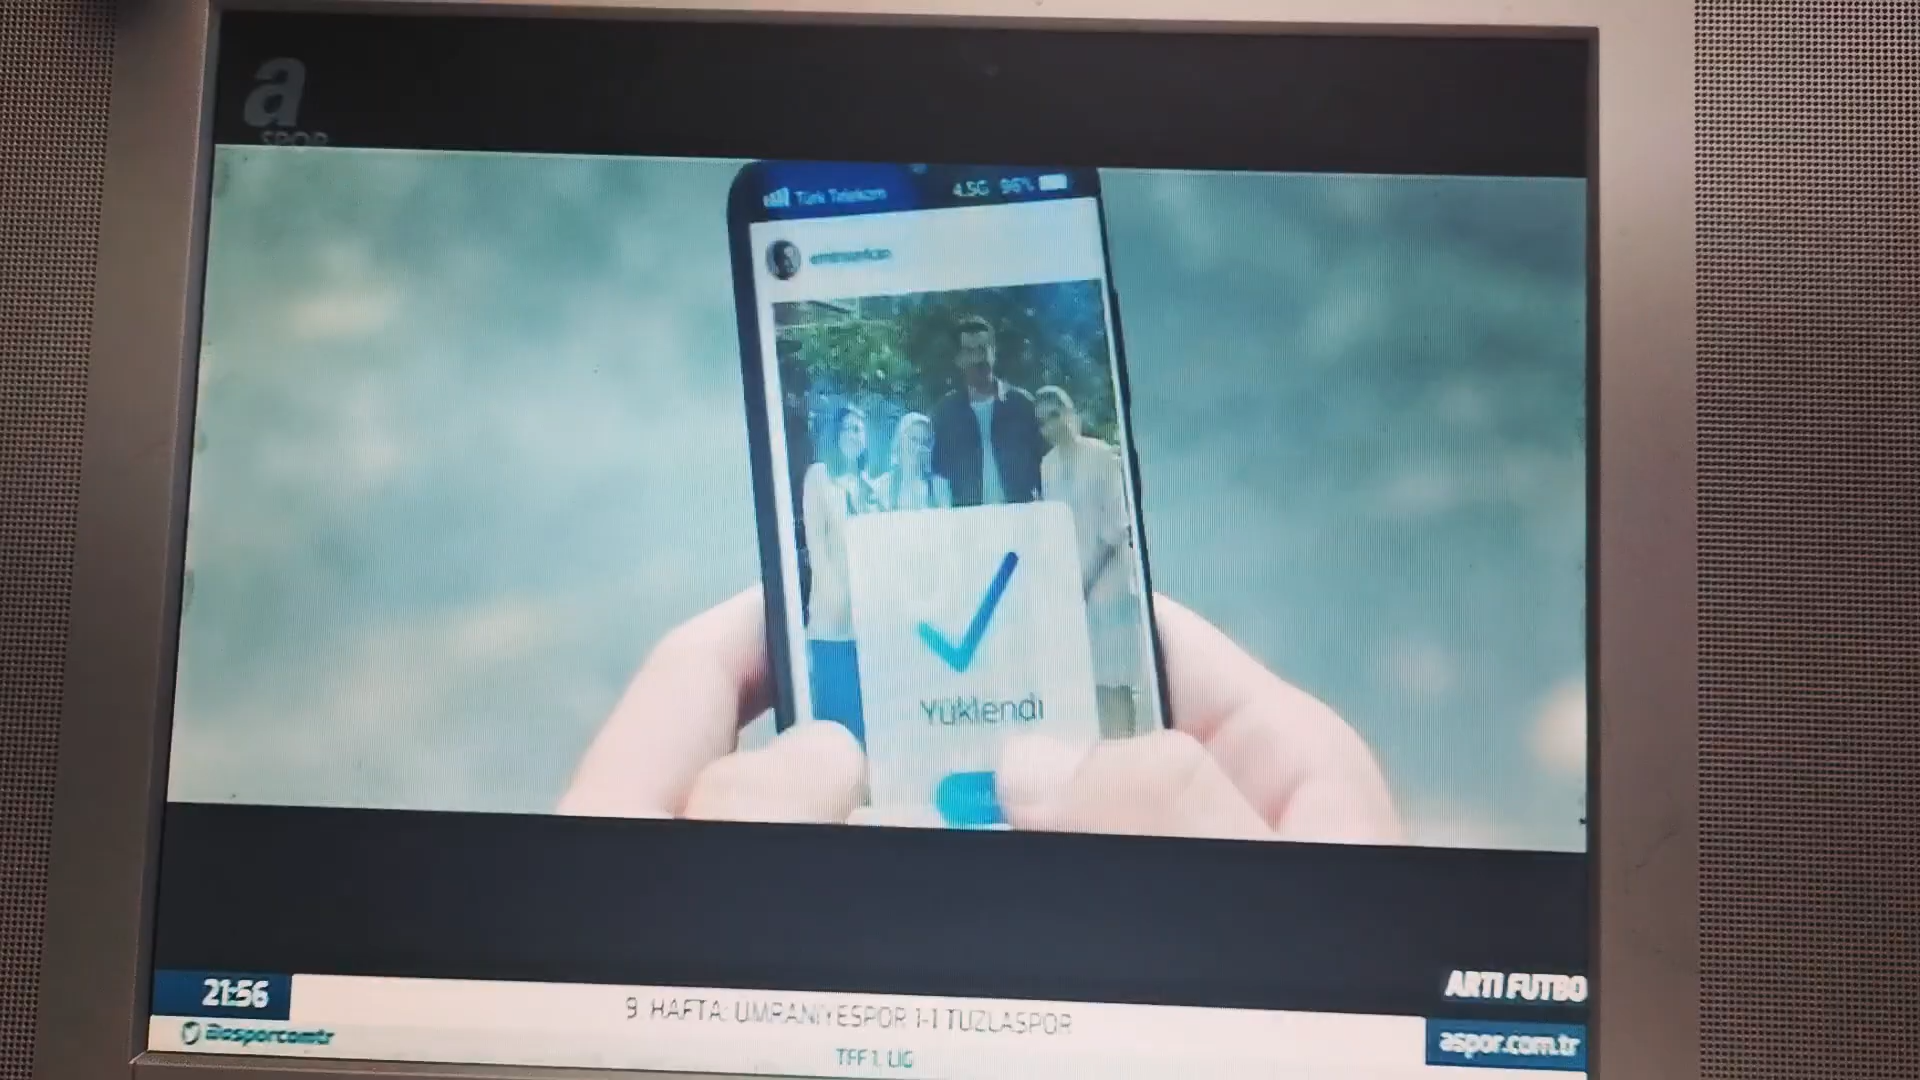 a
SPOR
Türk Telekom 4.5G 96%
Yüklendi
ARTI FUTBO
21:56
9. HAFTA: ÜMRANİYESPOR 1-1 TUZLASPOR
@asporcomtr
TFF 1. LİG
aspor.com.tr